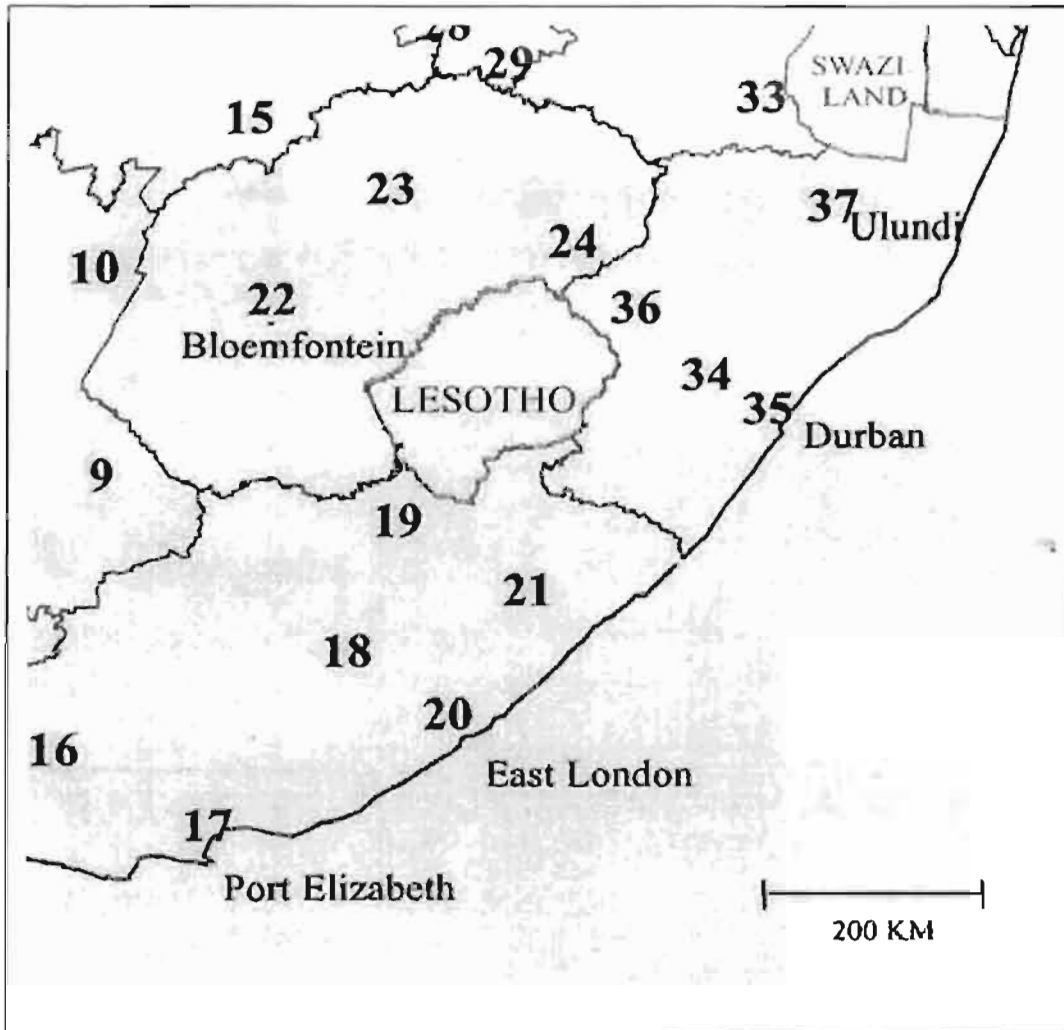 28
29
SWAZI
LAND
33
15
23
37
Ulundi
24
10
22
36
Bloemfontein
34
LESOTHO
35
Durban
9
19
21
18
20
16
East London
17
Port Elizabeth
200 KM